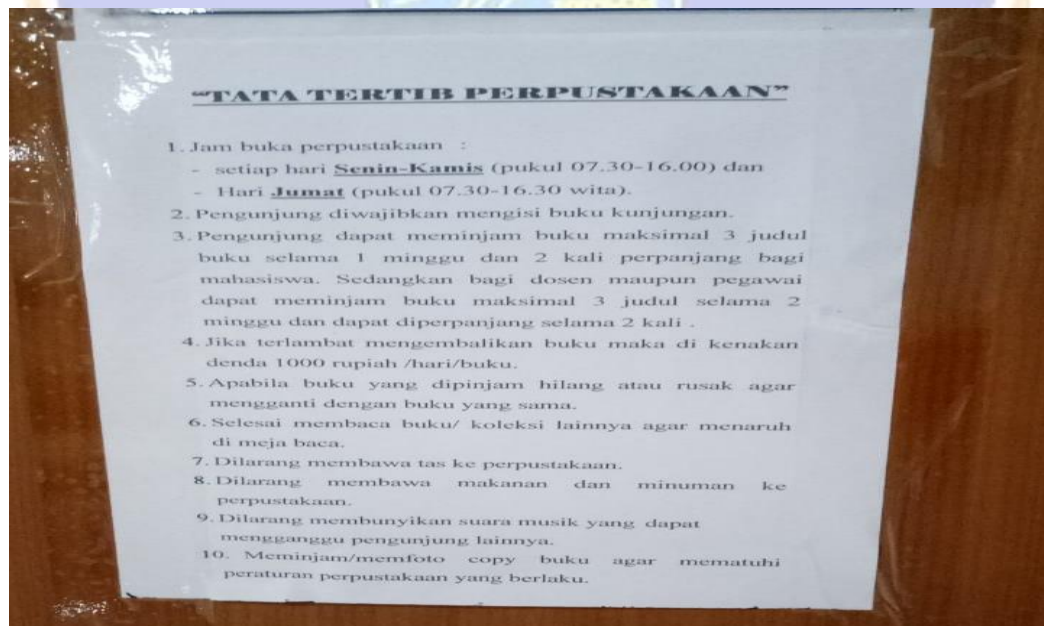 “TATA TERTIB PERPUSTAKAAN”
1. Jam buka perpustakaan :
- setiap hari Senin-Kamis (pukul 07.30-16.00) dan
- Hari Jumat (pukul 07.30-16.30 wita).
2. Pengunjung diwajibkan mengisi buku kunjungan.
3. Pengunjung dapat meminjam buku maksimal 3 judul
buku selama 1 minggu dan 2 kali perpanjang bagi
mahasiswa. Sedangkan bagi dosen maupun pegawai
dapat meminjam buku maksimal 3 judul selama 2
minggu dan dapat diperpanjang selama 2 kali .
4. Jika terlambat mengembalikan buku maka di kenakan
denda 1000 rupiah /hari/buku.
5. Apabila buku yang dipinjam hilang atau rusak agar
mengganti dengan buku yang sama.
6. Selesai membaca buku/ koleksi lainnya agar menaruh
di meja baca.
7. Dilarang membawa tas ke perpustakaan.
8. Dilarang membawa makanan dan minuman ke
perpustakaan.
9. Dilarang membunyikan suara musik yang dapat
mengganggu pengunjung lainnya.
10. Meminjam/memfoto copy buku agar mematuhi
peraturan perpustakaan yang berlaku.